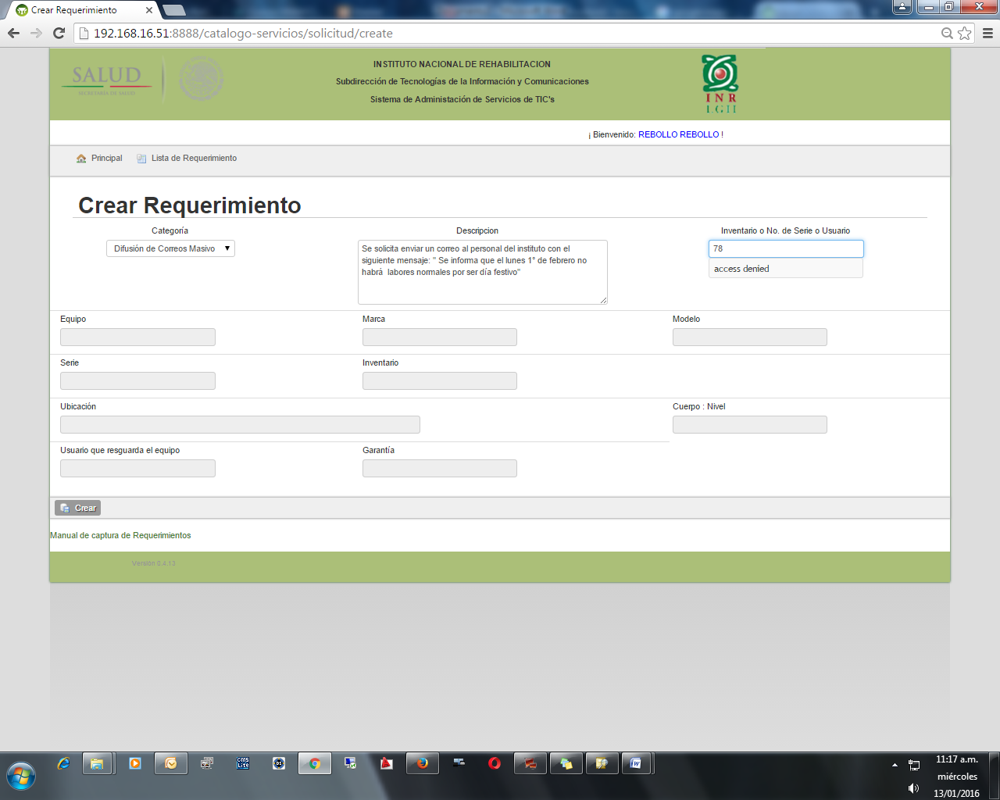 Crear Requerimiento
192.168.16.51:8888/catalogo-servicios/solicitud/create
SALUD
SECRETARÍA DE SALUD
INSTITUTO NACIONAL DE REHABILITACION
Subdirección de Tecnologías de la Información y Comunicaciones
Sistema de Administación de Servicios de TIC's
INR
LGII
¡ Bienvenido: REBOLLO REBOLLO !
Principal
Lista de Requerimiento
Crear Requerimiento
Categoría
Descripcion
Inventario o No. de Serie o Usuario
Difusión de Correos Masivo
Se solicita enviar un correo al personal del instituto con el
siguiente mensaje: " Se informa que el lunes 1° de febrero no
habrá  labores normales por ser día festivo"
78
access denied
Equipo
Marca
Modelo
Serie
Inventario
Ubicación
Cuerpo : Nivel
Usuario que resguarda el equipo
Garantía
Crear
Manual de captura de Requerimientos
Versión 0.4.13
CMS
Lite
DS
11:17 a.m.
miércoles
13/01/2016